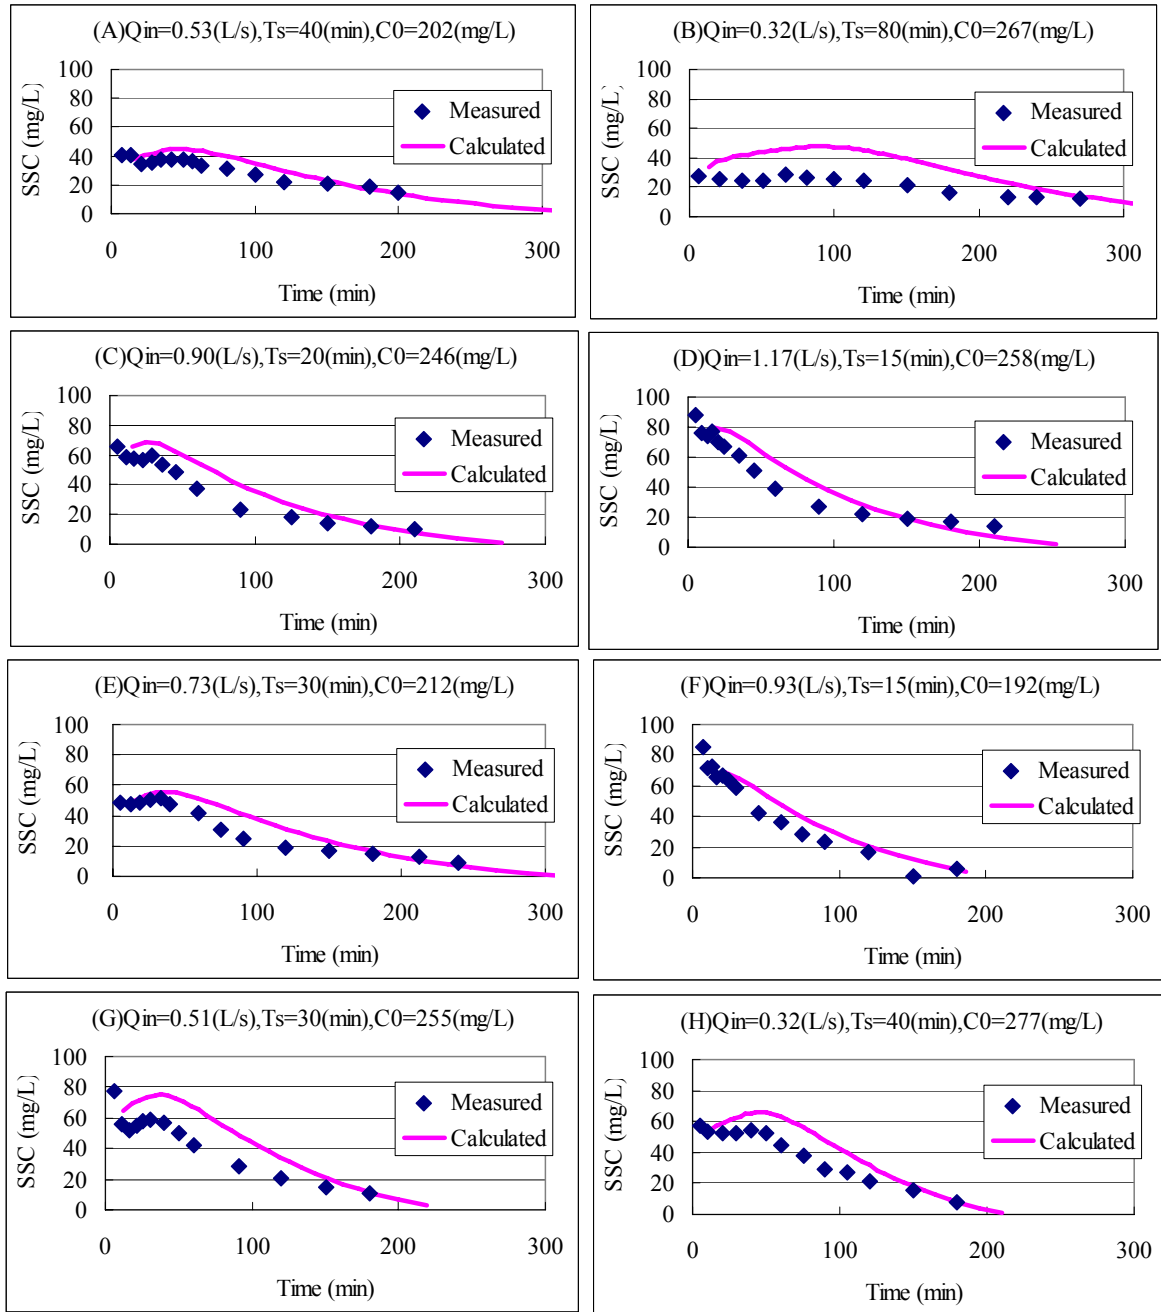 (A)Qin=0.53(L/s),Ts=40(min),C0=202(mg/L)
100
80
60
40
20
0
SSC (mg/L)
Measured
Calculated
0 100 200 300
Time (min)
(B)Qin=0.32(L/s),Ts=80(min),C0=267(mg/L)
100
80
60
40
20
0
SSC (mg/L)
Measured
Calculated
0 100 200 300
Time (min)
(C)Qin=0.90(L/s),Ts=20(min),C0=246(mg/L)
100
80
60
40
20
0
SSC (mg/L)
Measured
Calculated
0 100 200 300
Time (min)
(D)Qin=1.17(L/s),Ts=15(min),C0=258(mg/L)
100
80
60
40
20
0
SSC (mg/L)
Measured
Calculated
0 100 200 300
Time (min)
(E)Qin=0.73(L/s),Ts=30(min),C0=212(mg/L)
100
80
60
40
20
0
SSC (mg/L)
Measured
Calculated
0 100 200 300
Time (min)
(F)Qin=0.93(L/s),Ts=15(min),C0=192(mg/L)
100
80
60
40
20
0
SSC (mg/L)
Measured
Calculated
0 100 200 300
Time (min)
(G)Qin=0.51(L/s),Ts=30(min),C0=255(mg/L)
100
80
60
40
20
0
SSC (mg/L)
Measured
Calculated
0 100 200 300
Time (min)
(H)Qin=0.32(L/s),Ts=40(min),C0=277(mg/L)
100
80
60
40
20
0
SSC (mg/L)
Measured
Calculated
0 100 200 300
Time (min)